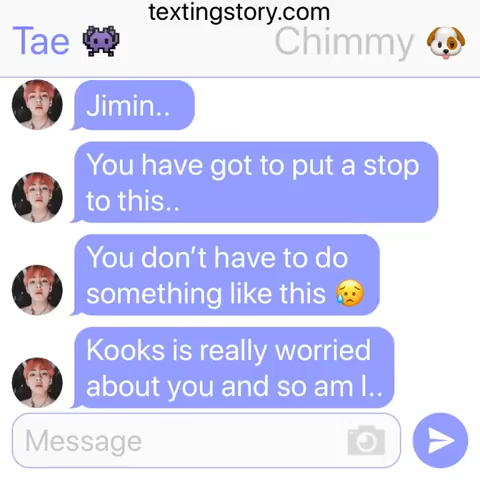 textingstory.com
Tae 👾 Chimmy 🐶
Jimin..
You have got to put a stop
to this..
You don’t have to do
something like this 😥
Kooks is really worried
about you and so am I..
Message